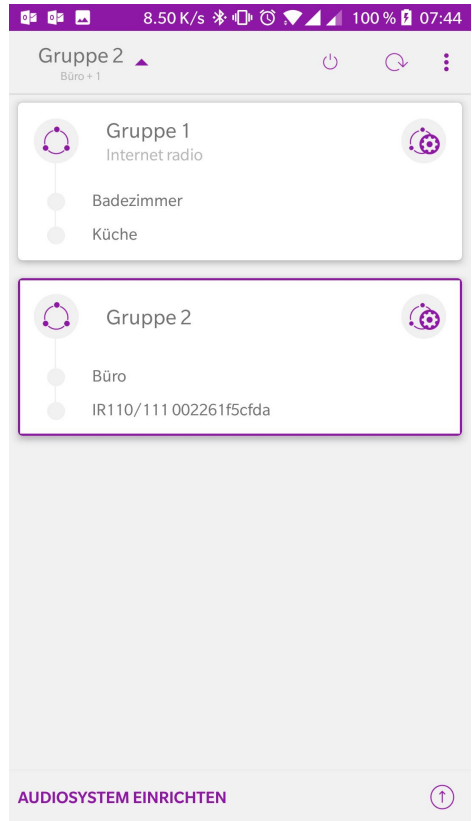 8.50 K/s 100 % 07:44
Gruppe 2
Büro + 1
Gruppe 1
Internet radio
Badezimmer
Küche
Gruppe 2
Büro
IR110/111 002261f5cfda
AUDIOSYSTEM EINRICHTEN